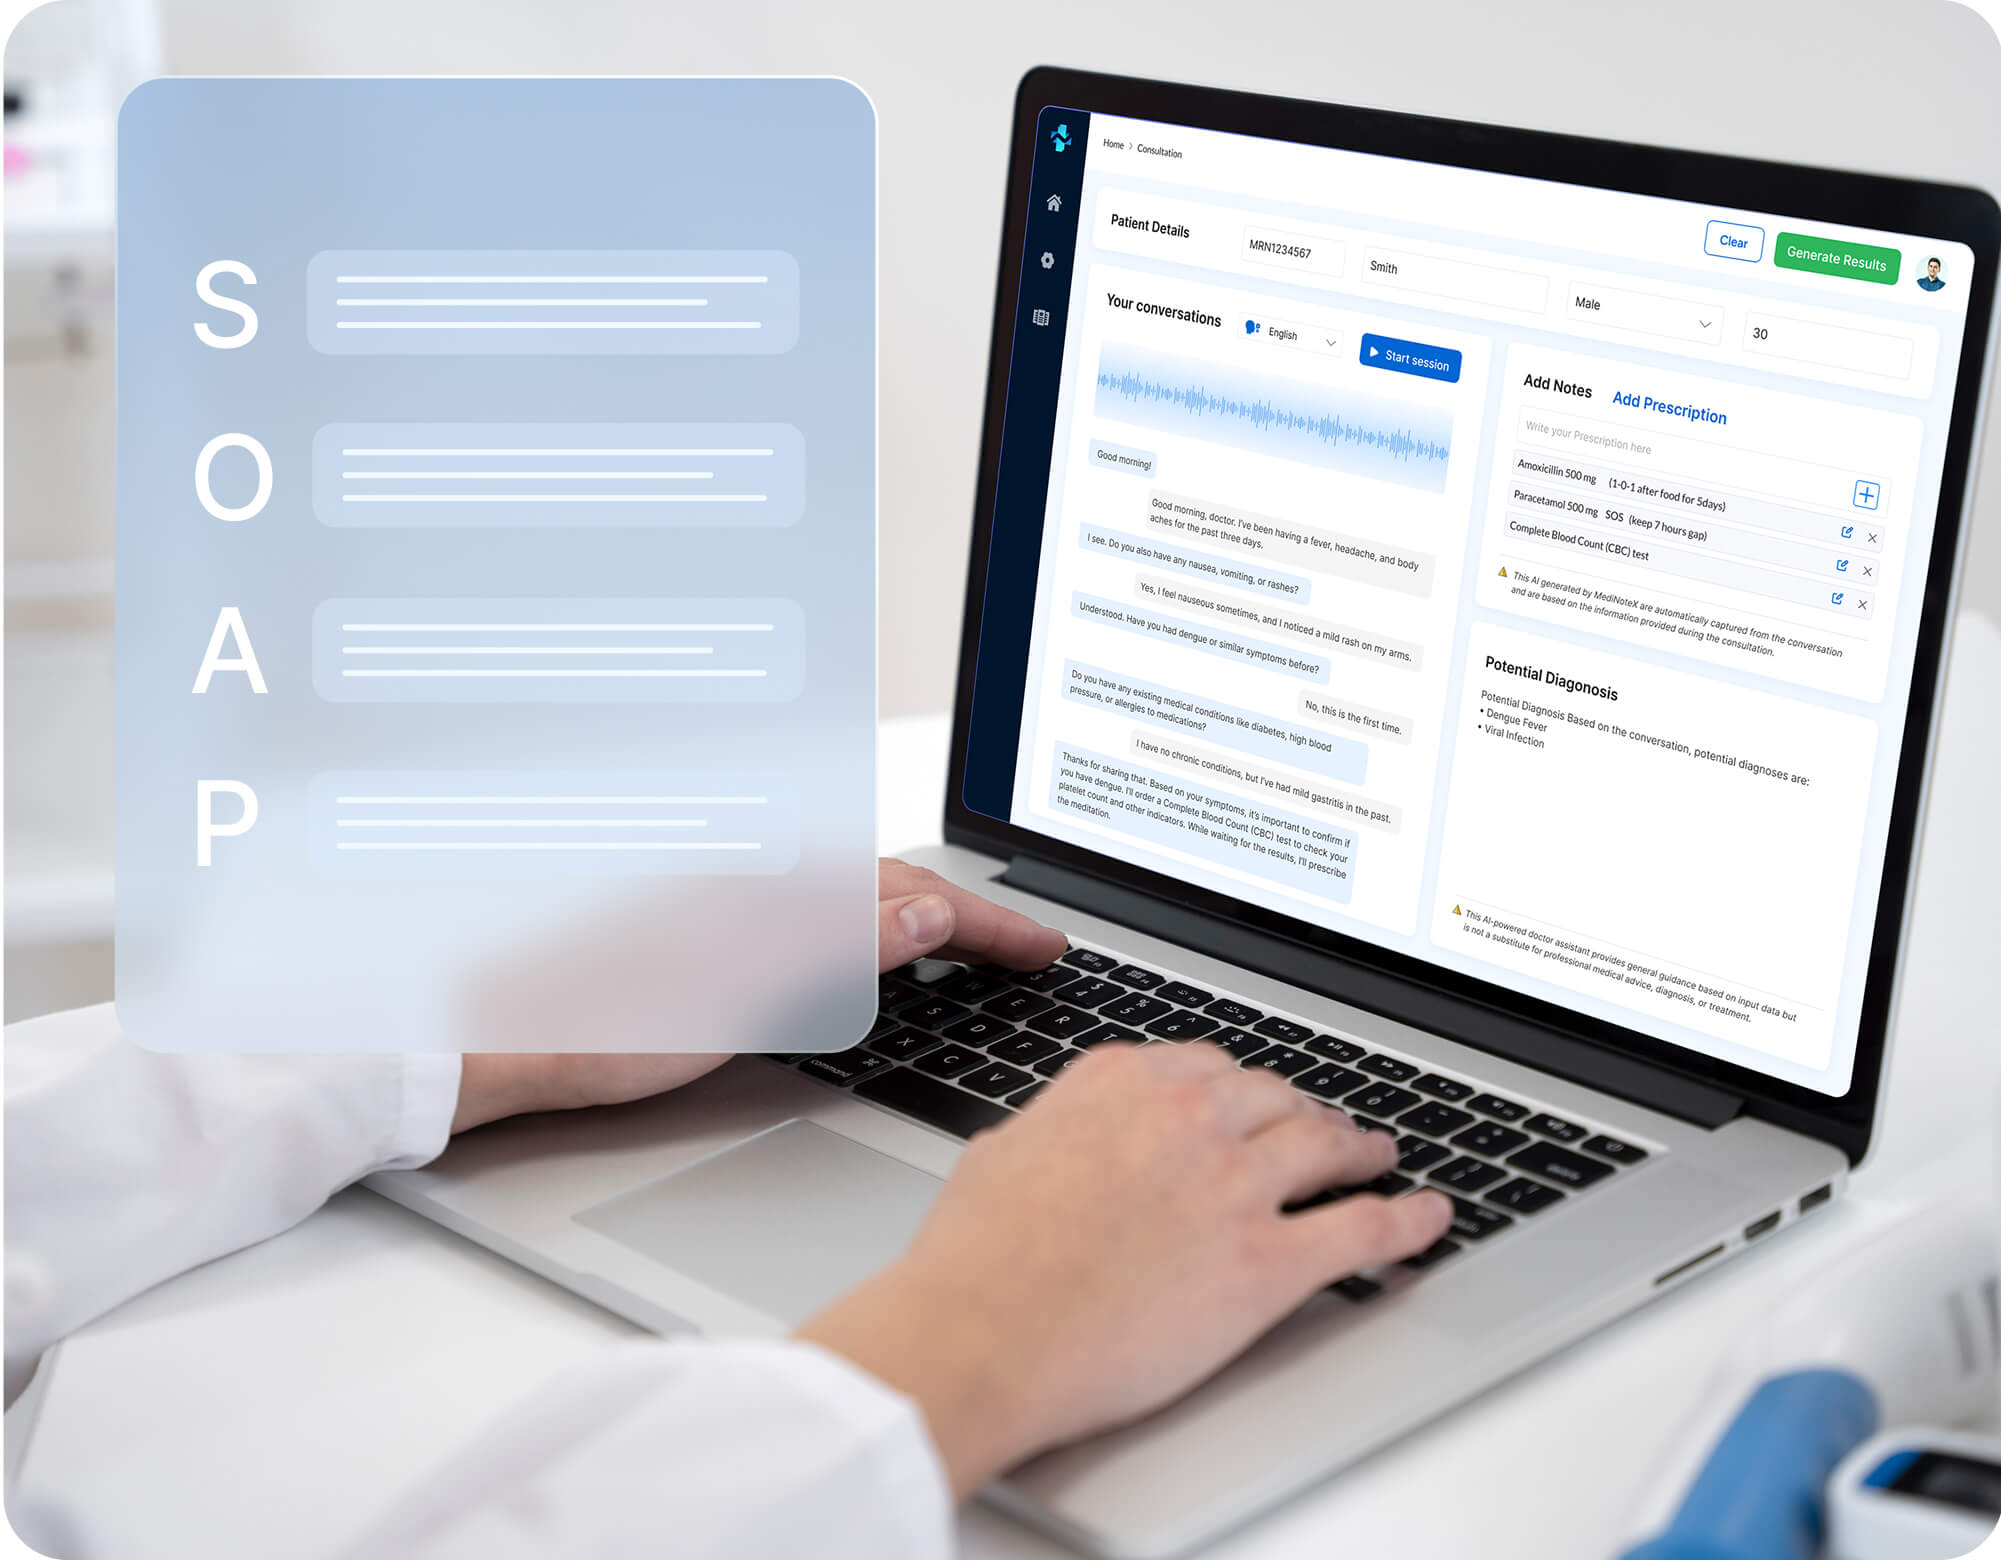 S
O
A
P
Home > Consultation
Clear
Generate Results
Patient Details
MRN1234567
Smith
Male
30
Your conversations
English
Start session
Good morning!
Good morning, doctor. I've been having a fever, headache, and body
aches for the past three days.
I see. Do you also have any nausea, vomiting, or rashes?
Yes, I feel nauseous sometimes, and I noticed a mild rash on my arms.
Understood. Have you had dengue or similar symptoms before?
No, this is the first time.
Do you have any existing medical conditions like diabetes, high blood
pressure, or allergies to medications?
I have no chronic conditions, but I've had mild gastritis in the past.
Thanks for sharing that. Based on your symptoms, it's important to confirm if
you have dengue. I'll order a Complete Blood Count (CBC) test to check your
platelet count and other indicators. While waiting for the results, I'll prescribe
the meditation.
Add Notes
Add Prescription
Write your Prescription here
Amoxicillin 500 mg (1-0-1 after food for 5days)
Paracetamol 500 mg SOS (keep 7 hours gap)
Complete Blood Count (CBC) test
This AI generated by MediNoteX are automatically captured from the conversation
and are based on the information provided during the consultation.
Potential Diagonosis
Potential Diagnosis Based on the conversation, potential diagnoses are:
• Dengue Fever
• Viral Infection
This AI-powered doctor assistant provides general guidance based on input data but
is not a substitute for professional medical advice, diagnosis, or treatment.
3 4 5 6 7 8 9 0
W E R T
A S D F
X C V
command